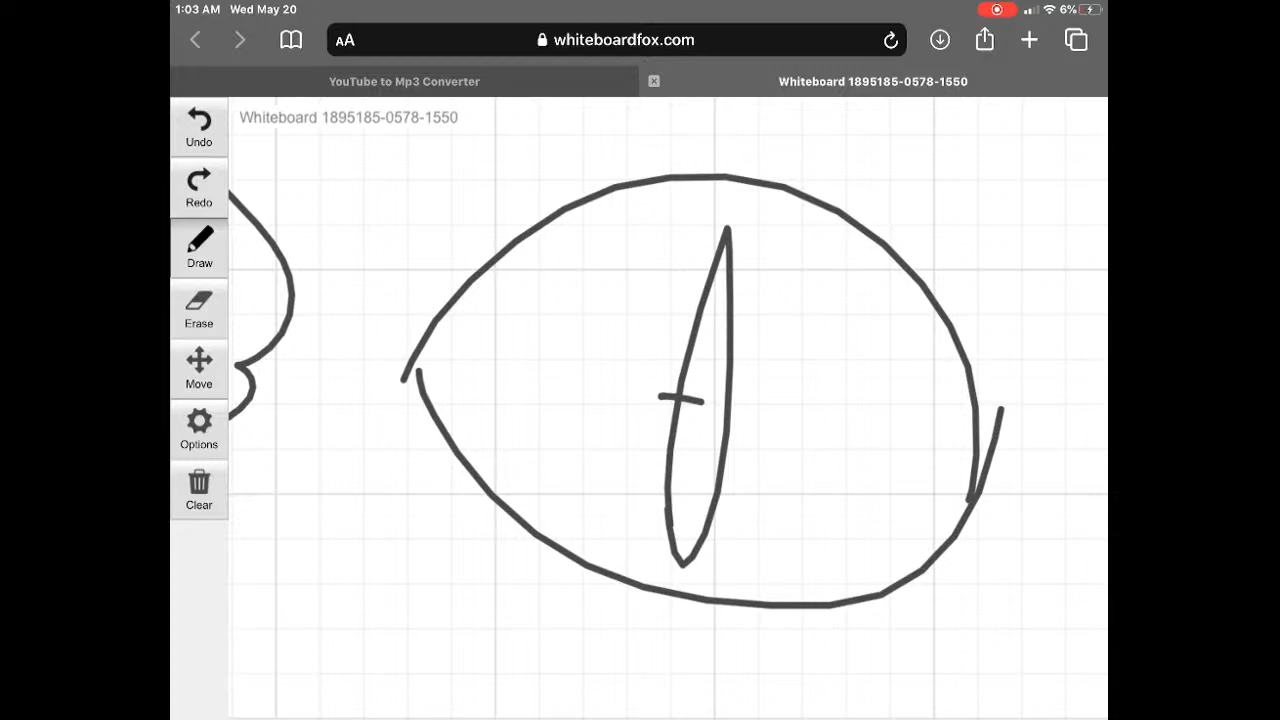 1:03 AM Wed May 20
6%
AA
whiteboardfox.com
YouTube to Mp3 Converter
Whiteboard 1895185-0578-1550
Whiteboard 1895185-0578-1550
Undo
Redo
Draw
Erase
Move
Options
Clear